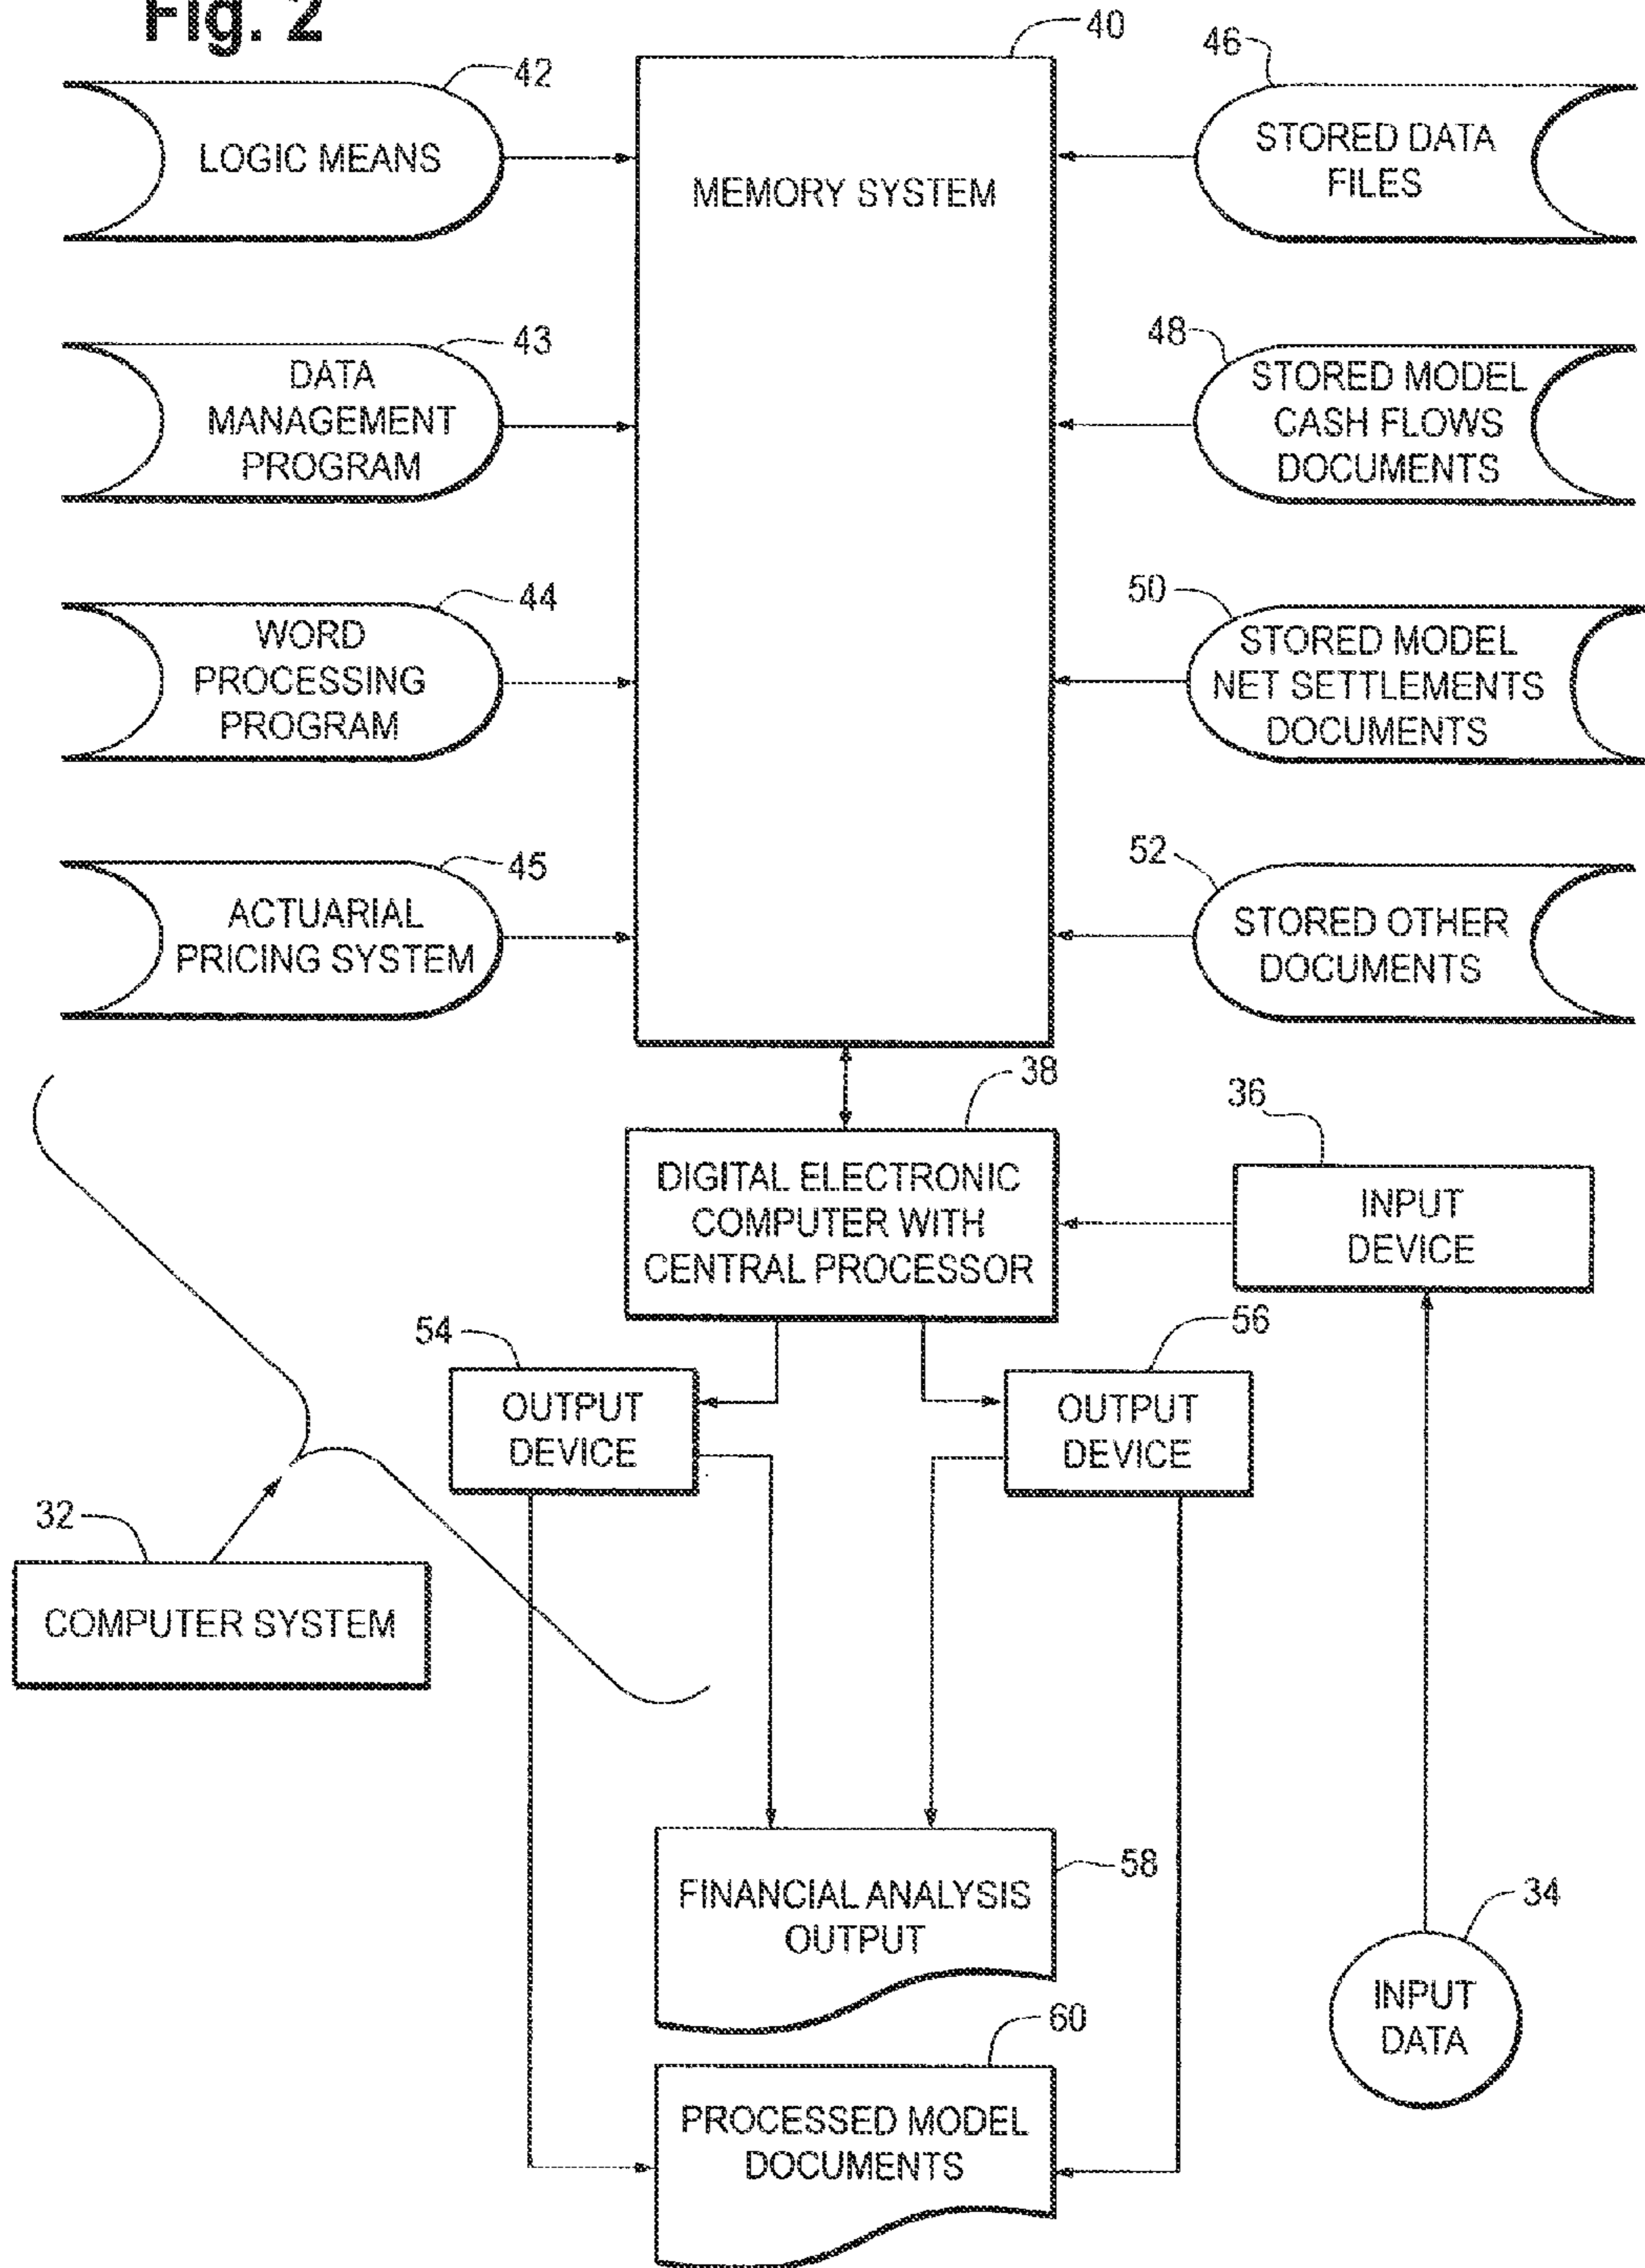 Fig. 2
40
42
LOGIC MEANS
MEMORY SYSTEM
46
STORED DATA
FILES
43
DATA
MANAGEMENT
PROGRAM
48
STORED MODEL
CASH FLOWS
DOCUMENTS
44
WORD
PROCESSING
PROGRAM
50
STORED MODEL
NET SETTLEMENTS
DOCUMENTS
45
ACTUARIAL
PRICING SYSTEM
52
STORED OTHER
DOCUMENTS
38
DIGITAL ELECTRONIC
COMPUTER WITH
CENTRAL PROCESSOR
36
INPUT
DEVICE
54
OUTPUT
DEVICE
56
OUTPUT
DEVICE
32
COMPUTER SYSTEM
58
FINANCIAL ANALYSIS
OUTPUT
34
INPUT
DATA
60
PROCESSED MODEL
DOCUMENTS